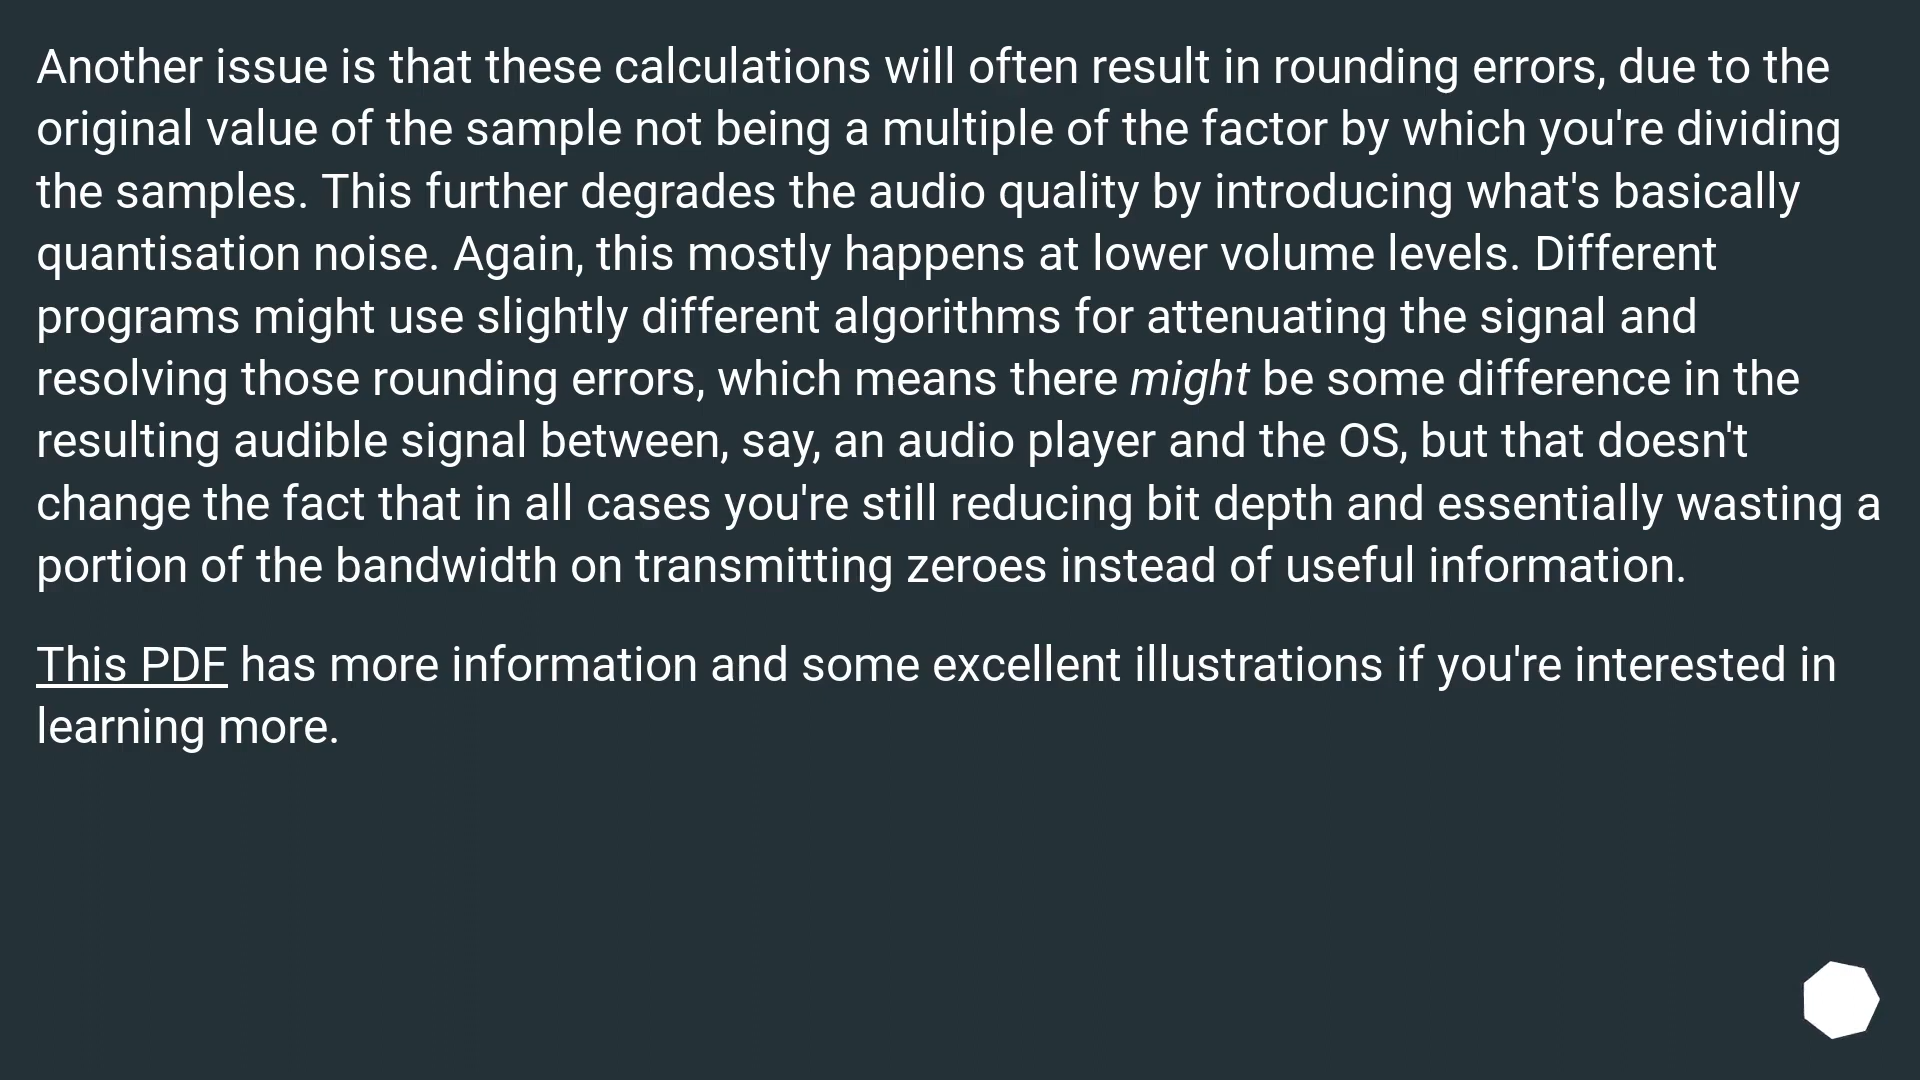 Another issue is that these calculations will often result in rounding errors, due to the
original value of the sample not being a multiple of the factor by which you're dividing
the samples. This further degrades the audio quality by introducing what's basically
quantisation noise. Again, this mostly happens at lower volume levels. Different
programs might use slightly different algorithms for attenuating the signal and
resolving those rounding errors, which means there might be some difference in the
resulting audible signal between, say, an audio player and the OS, but that doesn't
change the fact that in all cases you're still reducing bit depth and essentially wasting a
portion of the bandwidth on transmitting zeroes instead of useful information.
This PDF has more information and some excellent illustrations if you're interested in
learning more.